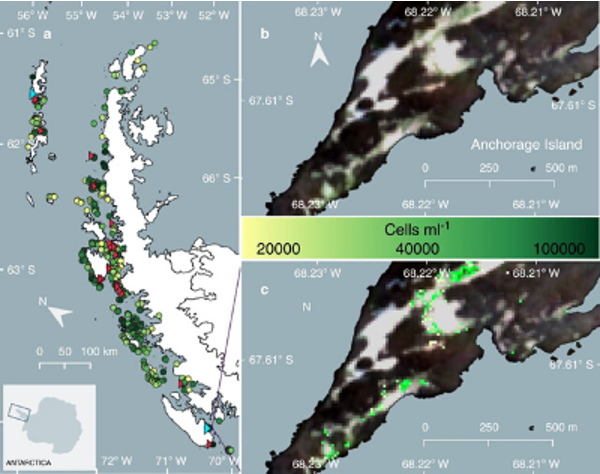 56° W 54° W 53° W 52° W
61° S a
65° S
62° S
66° S
63° S
N
0 50 100 km
ANTARCTICA
72° W 71° W 70° W
68.23° W 68.22° W 68.21° W
b
N
67.61° S 67.61° S
Anchorage Island
0 250 500 m
68.23° W 68.22° W 68.21° W
Cells ml-1
20000 40000 100000
68.23° W 68.22° W 68.21° W
c
N
67.61° S 67.61° S
0 250 500 m
68.23° W 68.22° W 68.21° W